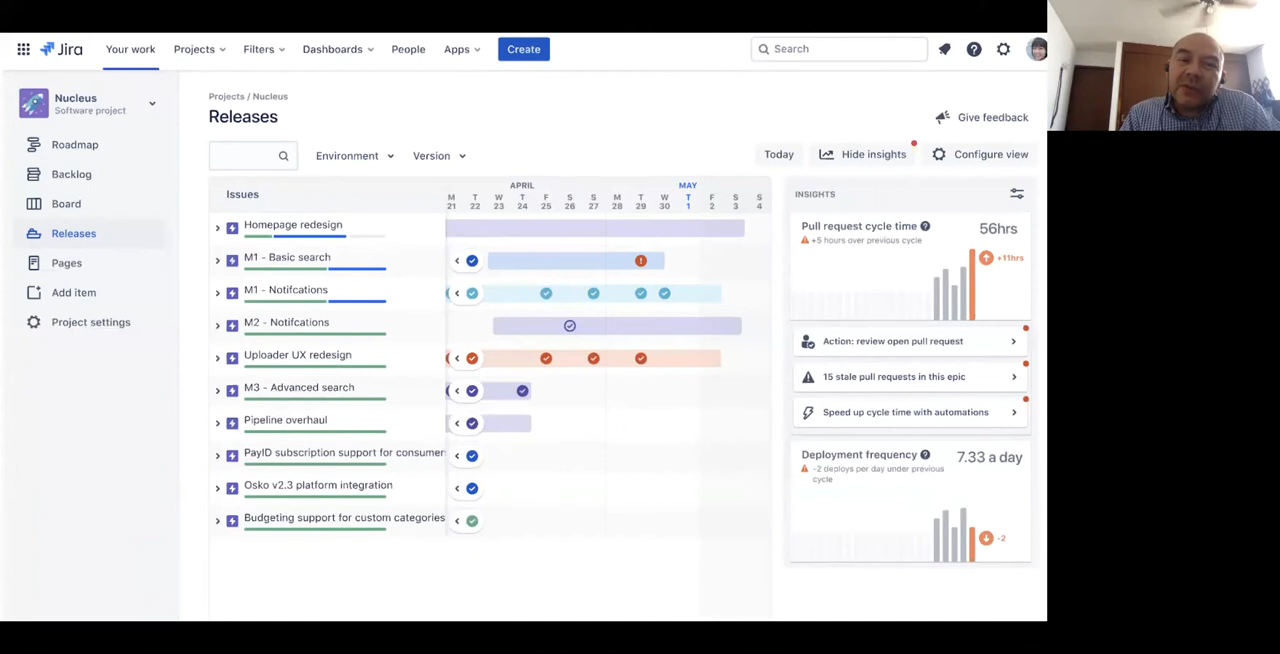 Jira
Your work
Projects
Filters
Dashboards
People
Apps
Create
Search
Nucleus
Software project
Roadmap
Backlog
Board
Releases
Pages
Add item
Project settings
Projects / Nucleus
Releases
Give feedback
Environment
Version
Today
Hide insights
Configure view
Issues
APRIL
MAY
M T W T F S S M T W T F S S
21 22 23 24 25 26 27 28 29 30 1 2 3 4
Homepage redesign
M1 - Basic search
M1 - Notifcations
M2 - Notifcations
Uploader UX redesign
M3 - Advanced search
Pipeline overhaul
PayID subscription support for consumer
Osko v2.3 platform integration
Budgeting support for custom categories
INSIGHTS
Pull request cycle time
56hrs
+5 hours over previous cycle
+11hrs
Action: review open pull request
15 stale pull requests in this epic
Speed up cycle time with automations
Deployment frequency
7.33 a day
-2 deploys per day under previous
cycle
-2